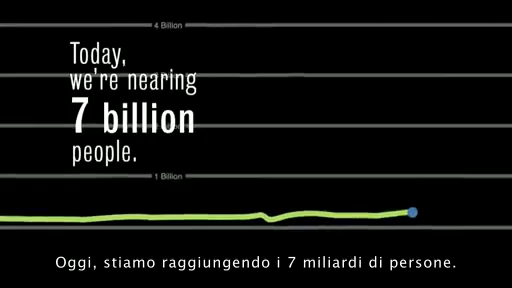 4 Billion
Today,
we're nearing
7 billion
people.
1 Billion
Oggi, stiamo raggiungendo i 7 miliardi di persone.